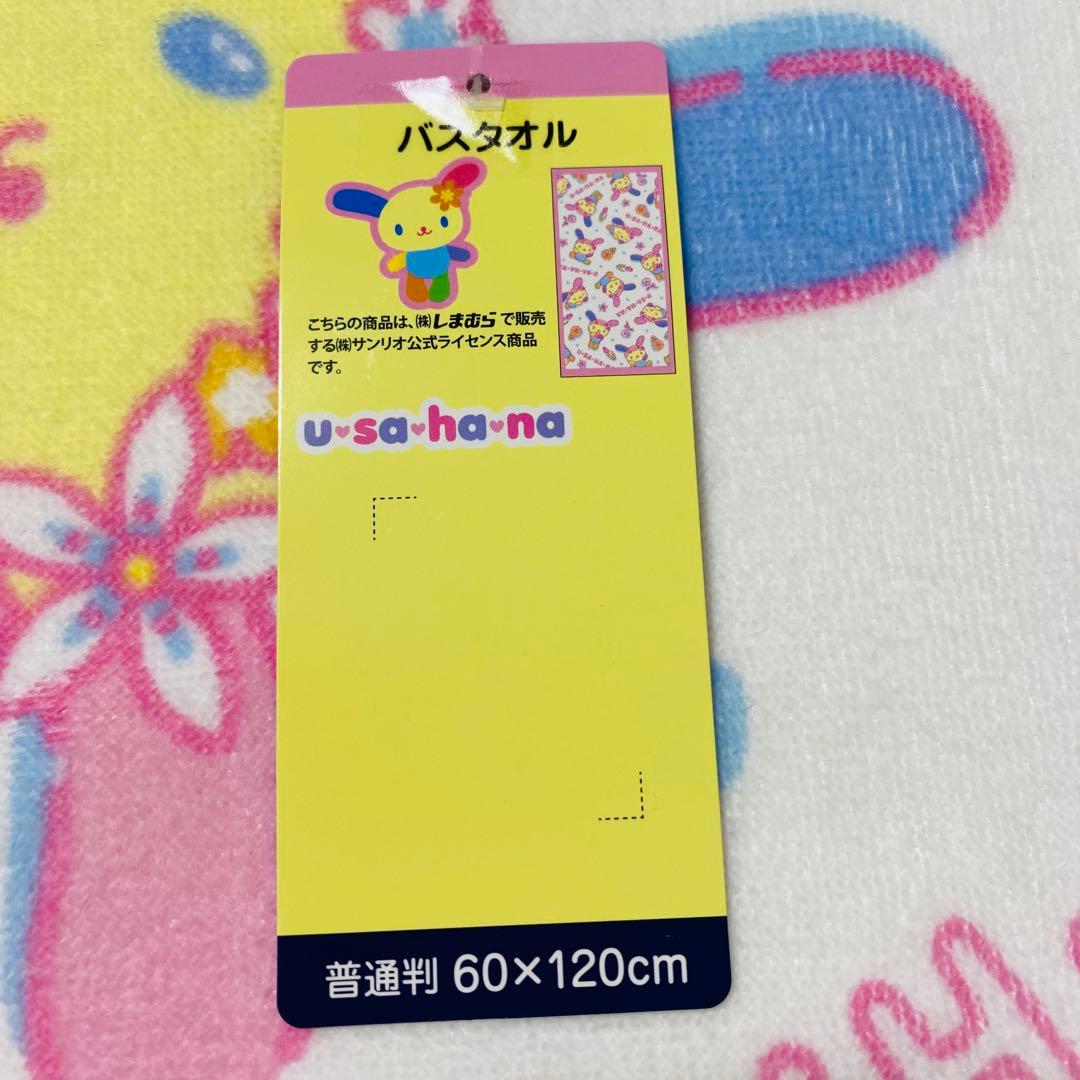 バスタオル
こちらの商品は、(株)しまむらで販売
する(株)サンリオ公式ライセンス商品
です。
u♥sa♥ha♥na
普通判 60×120cm